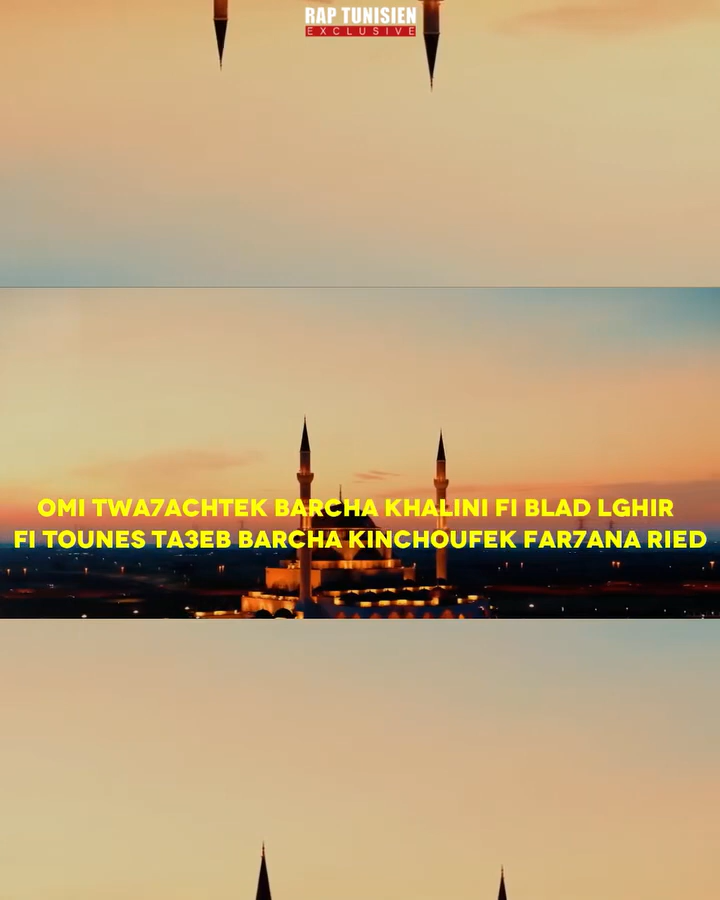 RAP TUNISIEN
EXCLUSIVE
OMI TWA7ACHTEK BARCHA KHALINI FI BLAD LGHIR
FI TOUNES TA3EB BARCHA KINCHOUFEK FAR7ANA RIED